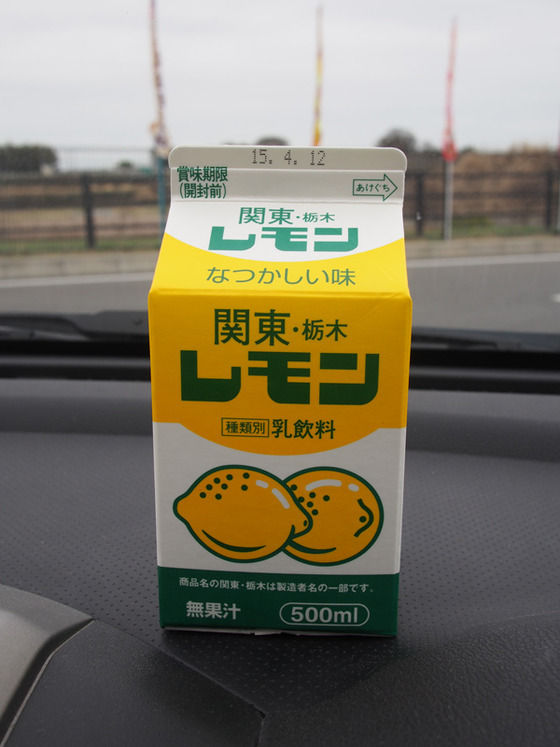 15. 4. 12
賞味期限
(開封前)
あけぐち
関東・栃木
レモン
なつかしい味
関東・栃木
レモン
種類別 乳飲料
商品名の関東・栃木は製造者名の一部です。
無果汁 500ml